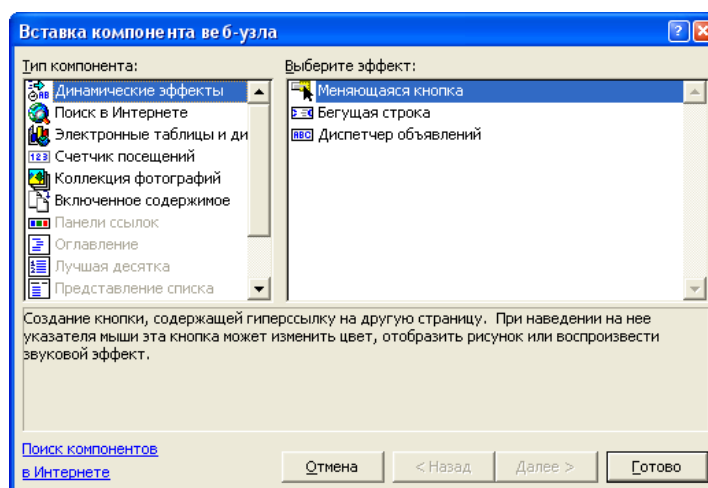 Вставка компонента веб-узла
Тип компонента:
Динамические эффекты
Поиск в Интернете
Электронные таблицы и ди
Счетчик посещений
Коллекция фотографий
Включенное содержимое
Панели ссылок
Оглавление
Лучшая десятка
Представление списка
Выберите эффект:
Меняющаяся кнопка
Бегущая строка
Диспетчер объявлений
Создание кнопки, содержащей гиперссылку на другую страницу. При наведении на нее
указателя мыши эта кнопка может изменить цвет, отобразить рисунок или воспроизвести
звуковой эффект.
Поиск компонентов
в Интернете
Отмена
< Назад
Далее >
Готово